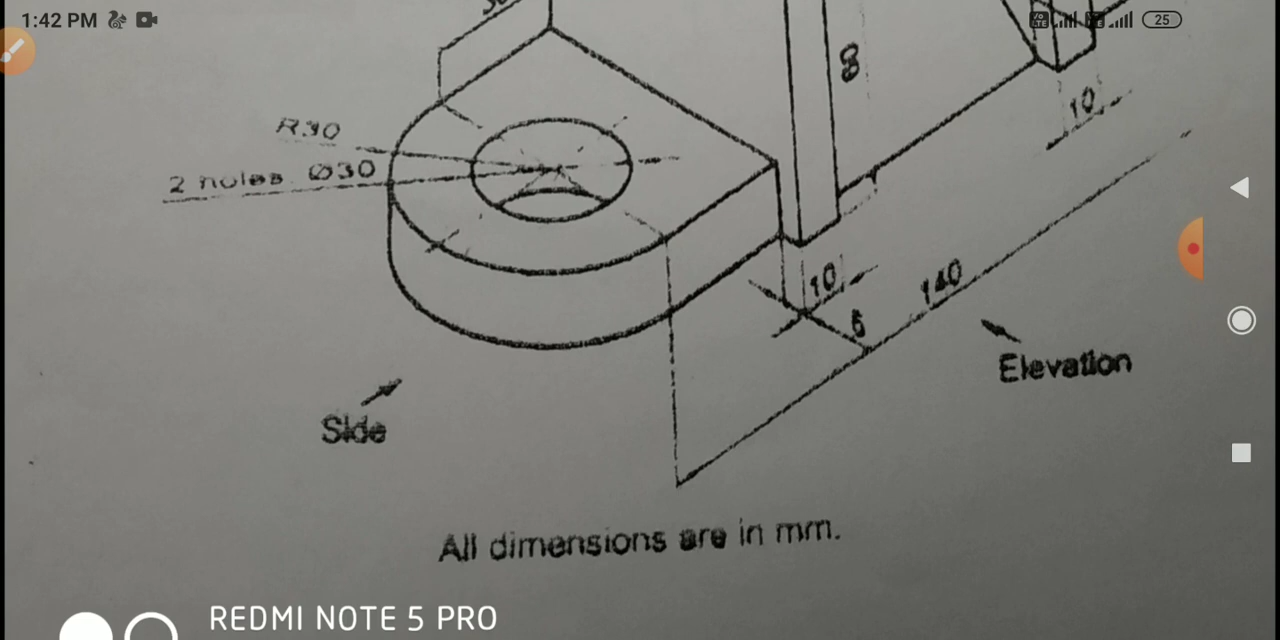 1:42 PM
25
8
R30
2 holes Ø30
10
10
140
6
Elevation
Side
All dimensions are in mm.
REDMI NOTE 5 PRO